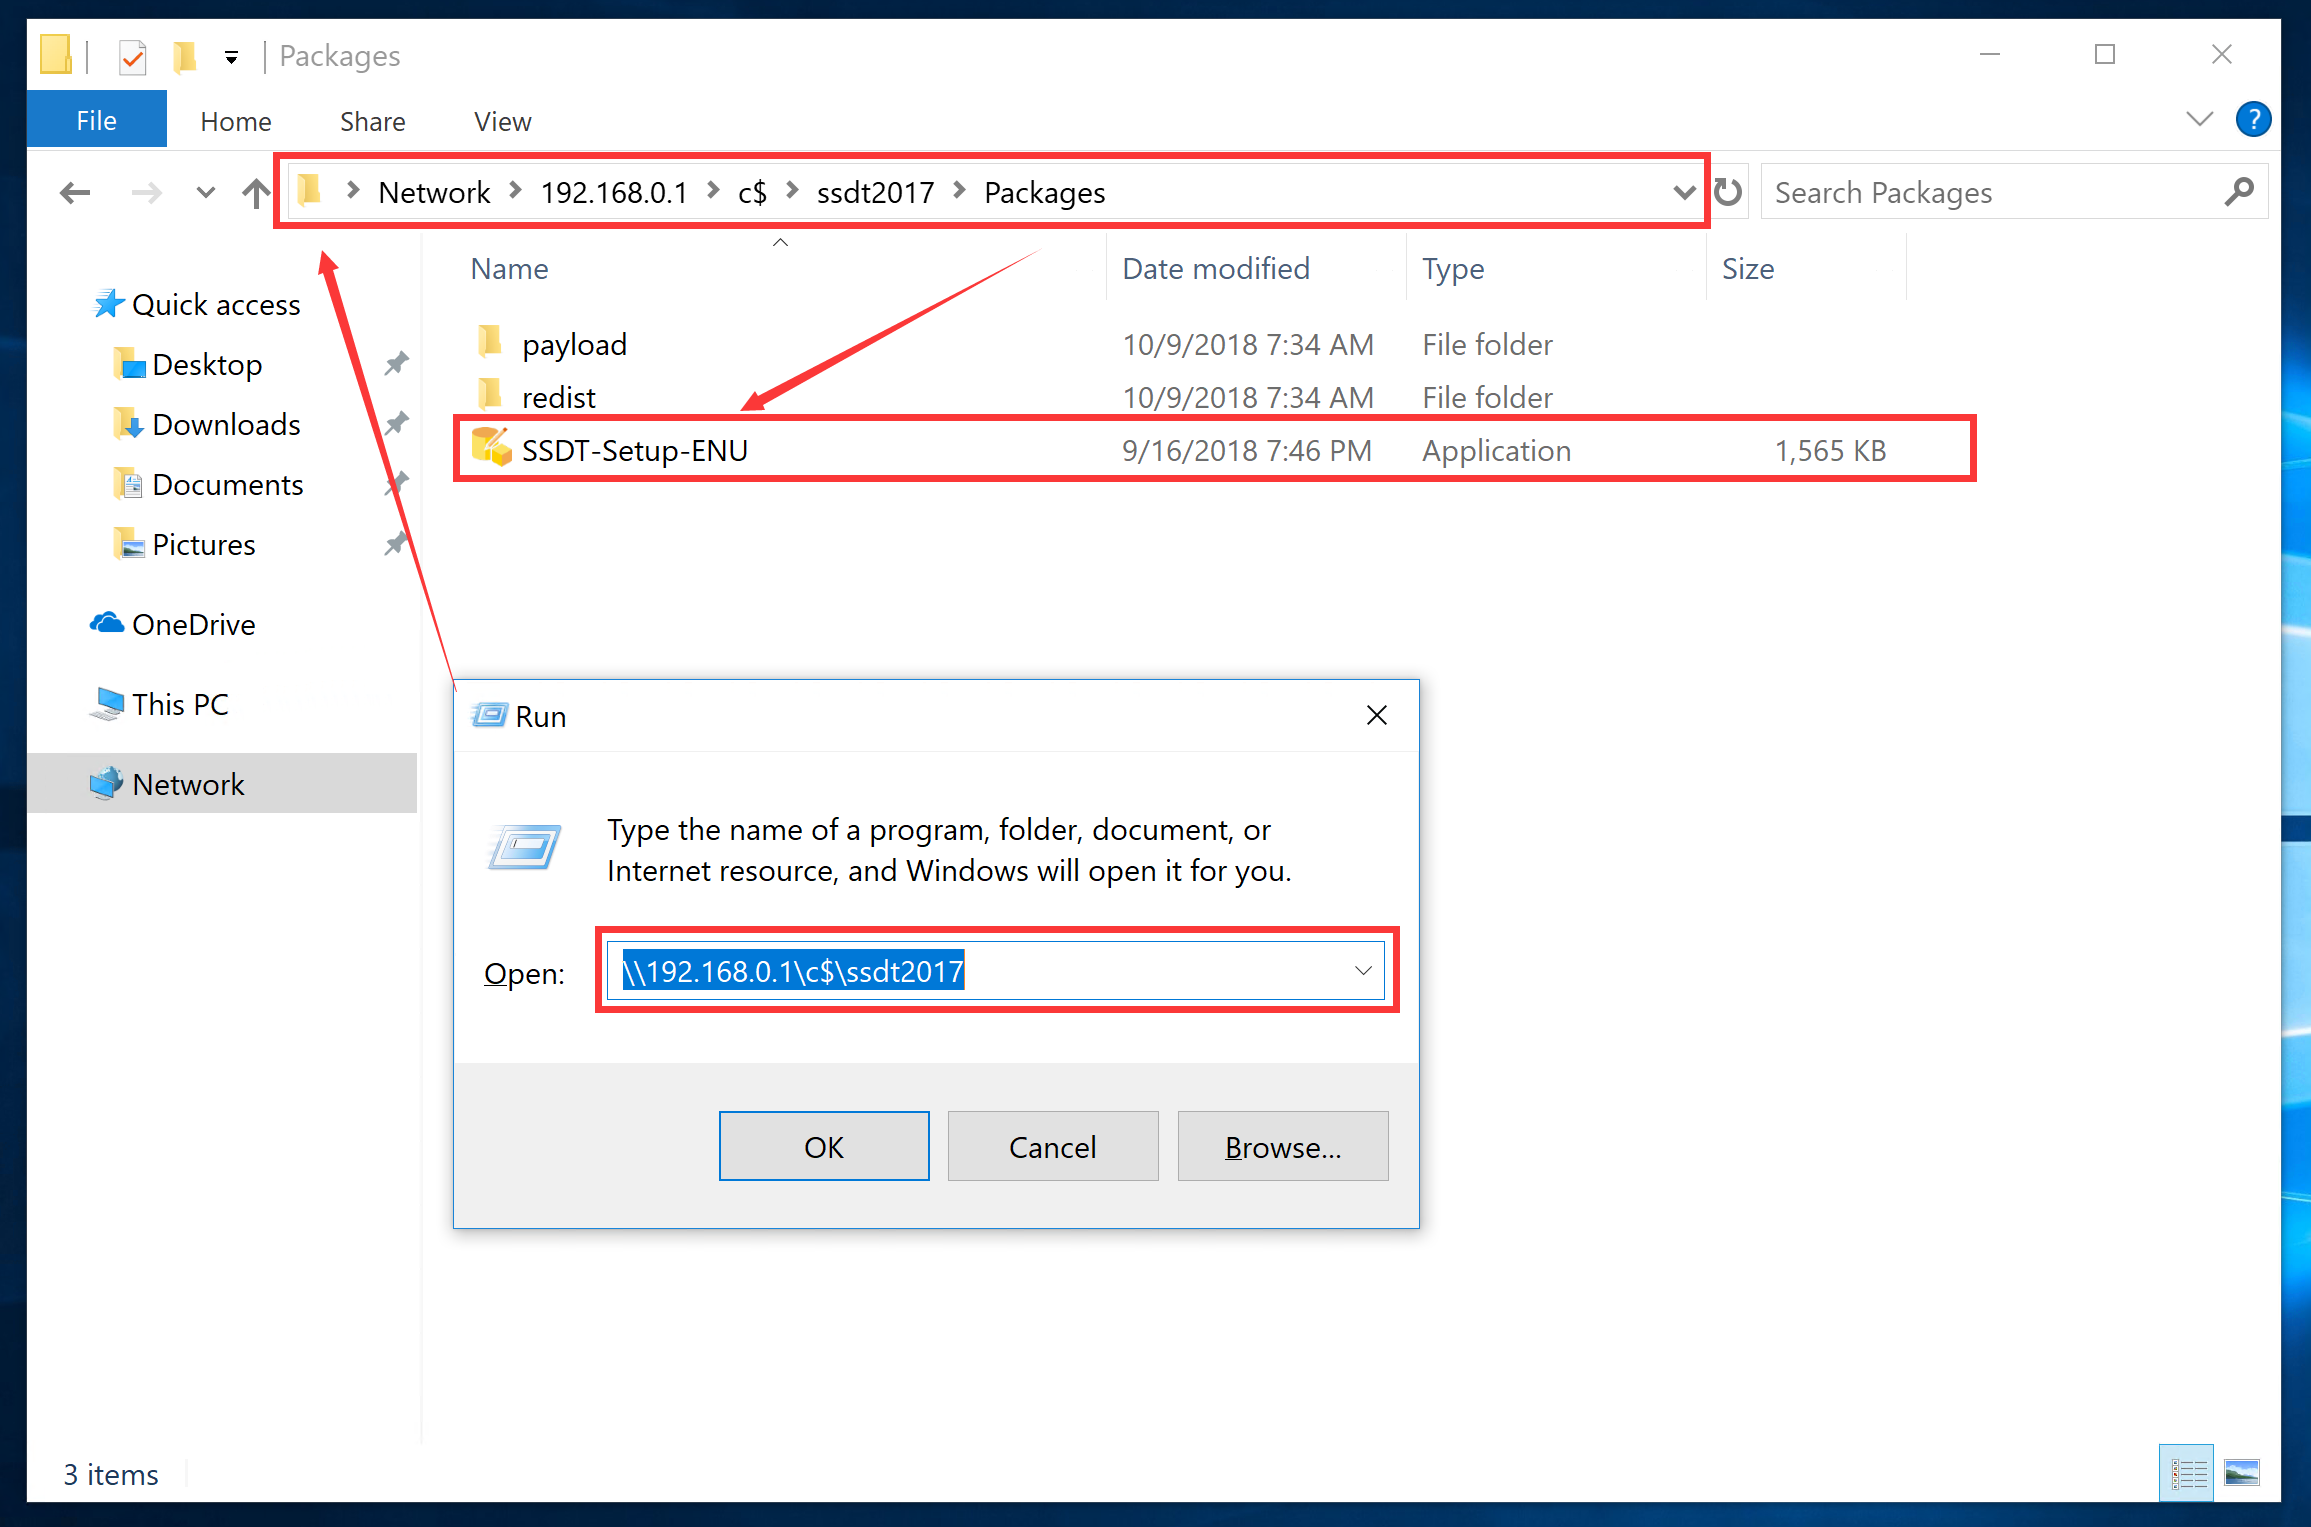 Packages
File Home Share View
?
Network 192.168.0.1 c$ ssdt2017 Packages
Search Packages
Name Date modified Type Size
Quick access
Desktop
Downloads
Documents
Pictures
OneDrive
This PC
Network
payload 10/9/2018 7:34 AM File folder
redist 10/9/2018 7:34 AM File folder
SSDT-Setup-ENU 9/16/2018 7:46 PM Application 1,565 KB
Run
Type the name of a program, folder, document, or
Internet resource, and Windows will open it for you.
Open: \\192.168.0.1\c$\ssdt2017
OK Cancel Browse...
3 items